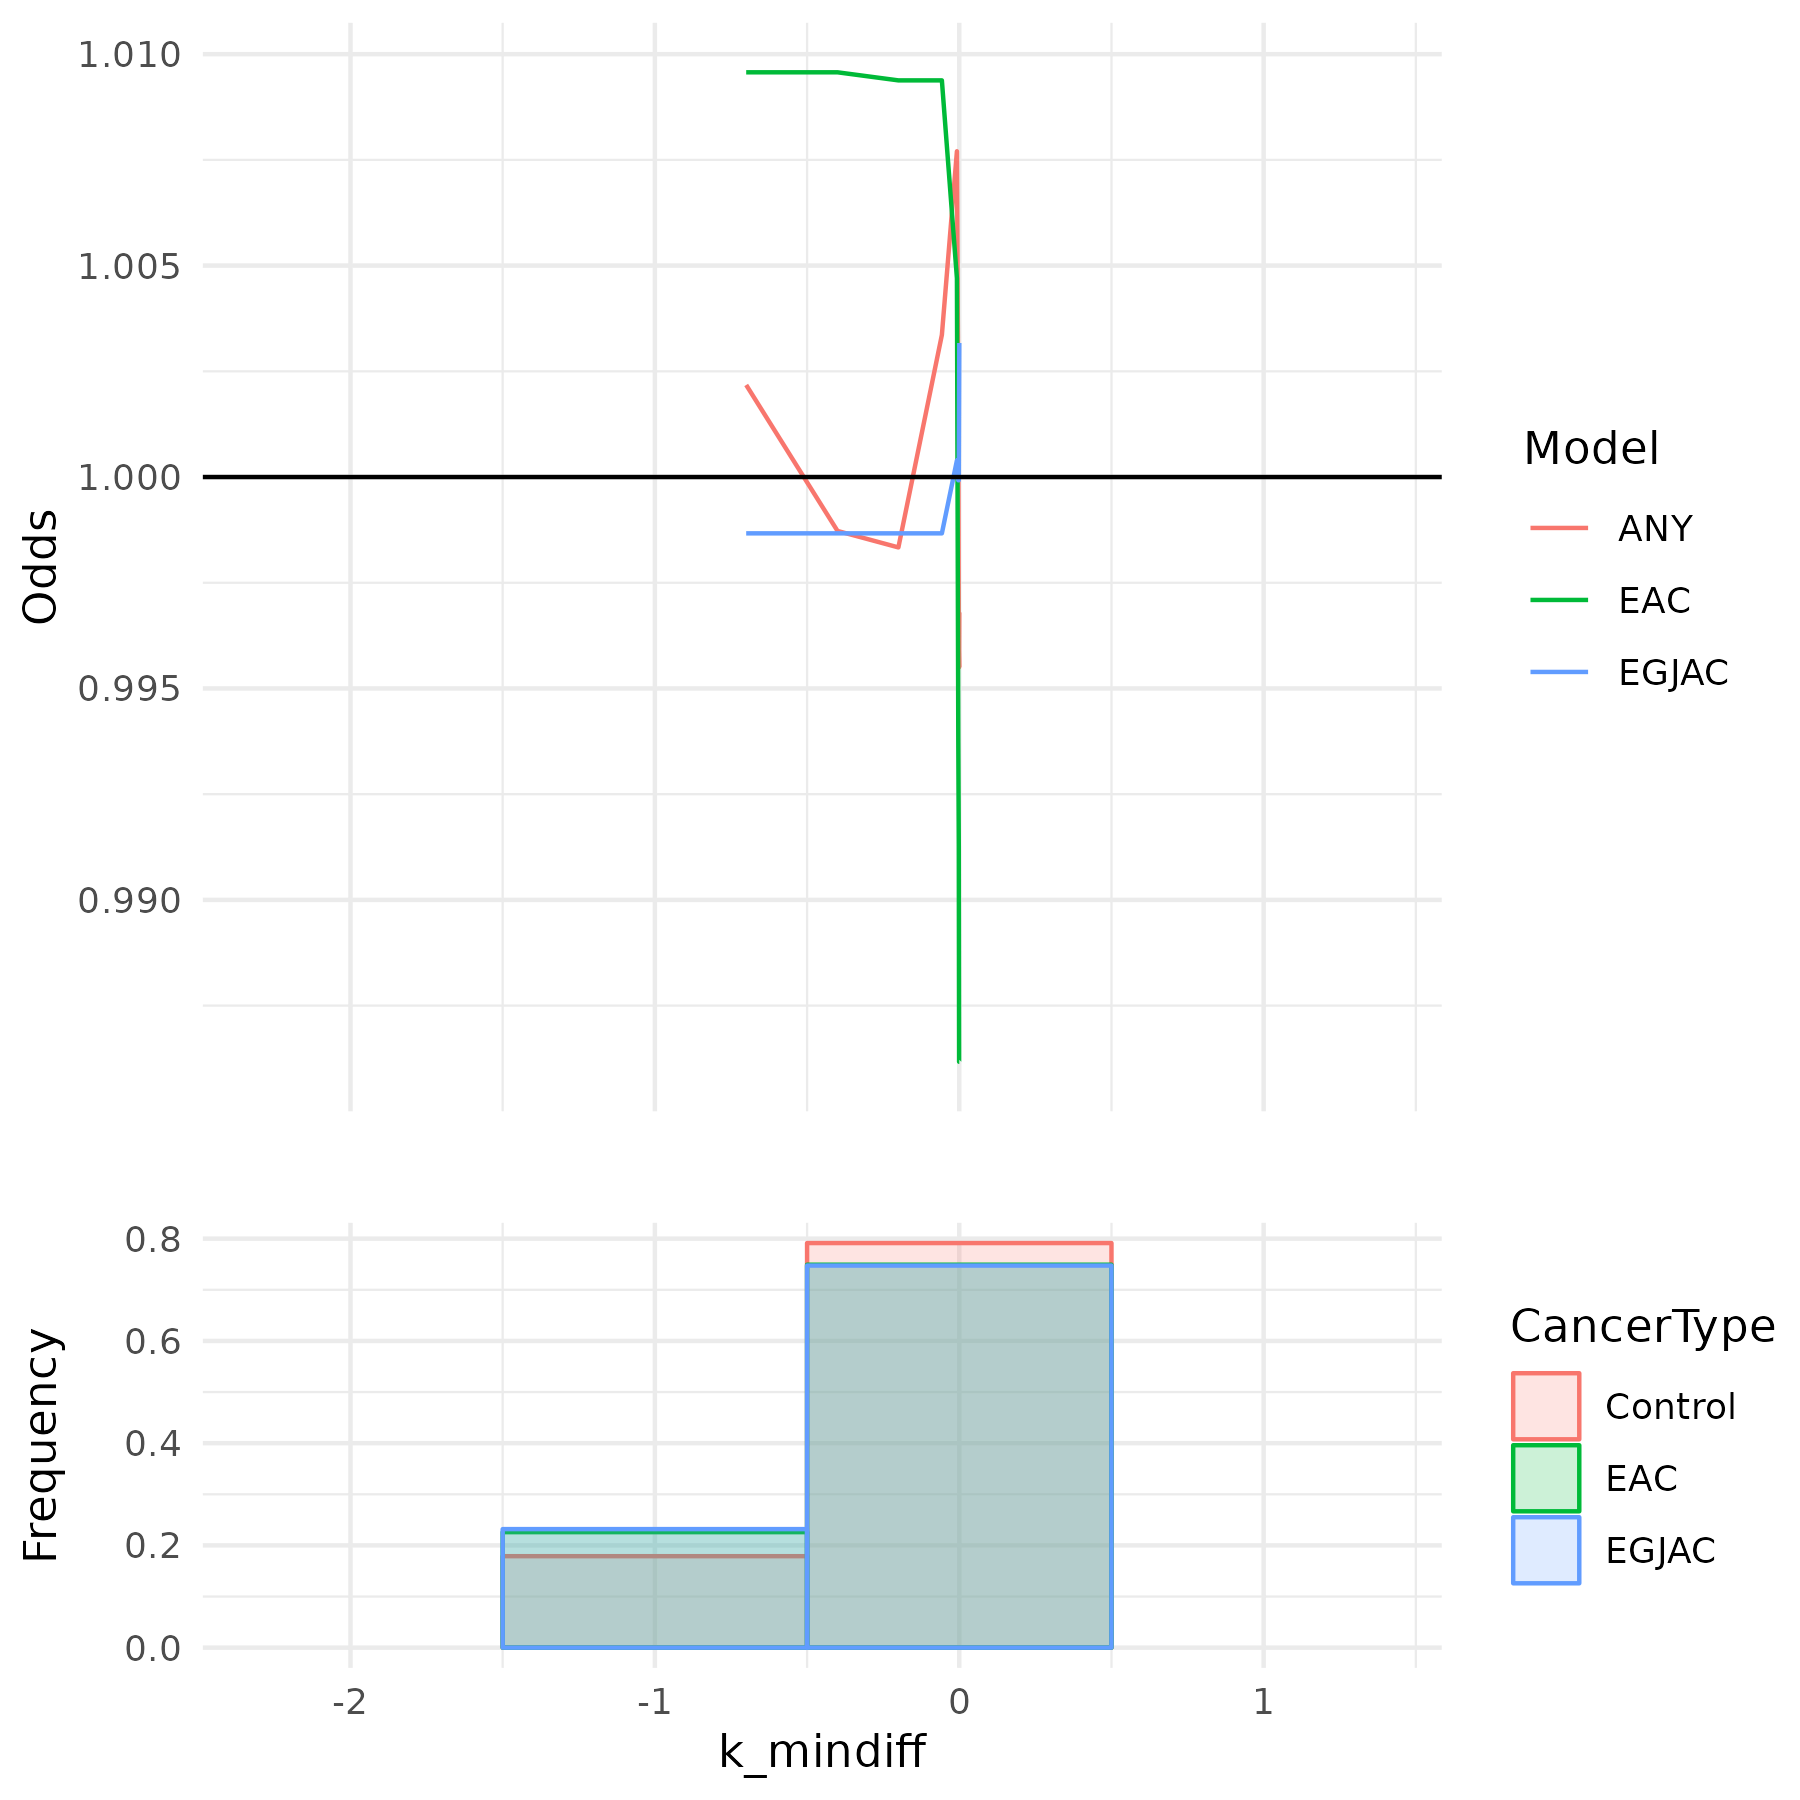 1.010
1.005
1.000
0.995
0.990
Odds
Model
ANY
EAC
EGJAC
0.8
0.6
0.4
0.2
0.0
Frequency
-2
-1
0
1
k_mindiff
CancerType
Control
EAC
EGJAC